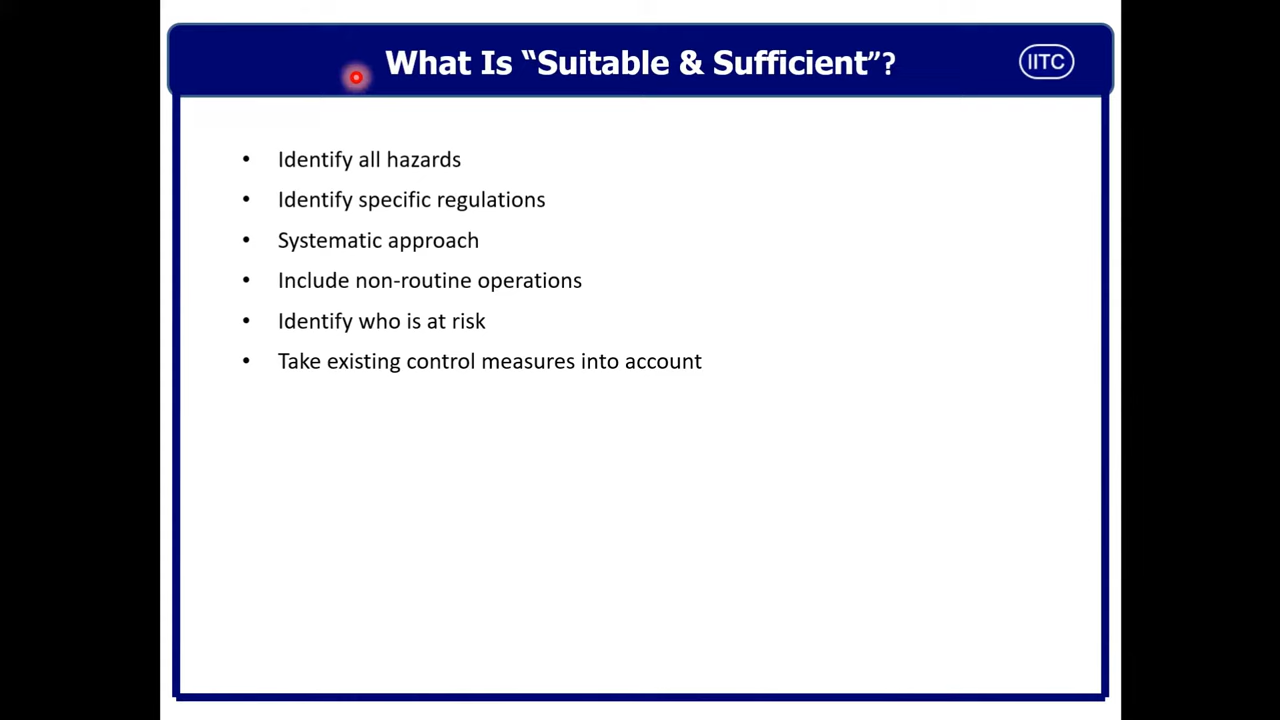 What Is “Suitable & Sufficient”?
IITC
• Identify all hazards
• Identify specific regulations
• Systematic approach
• Include non-routine operations
• Identify who is at risk
• Take existing control measures into account